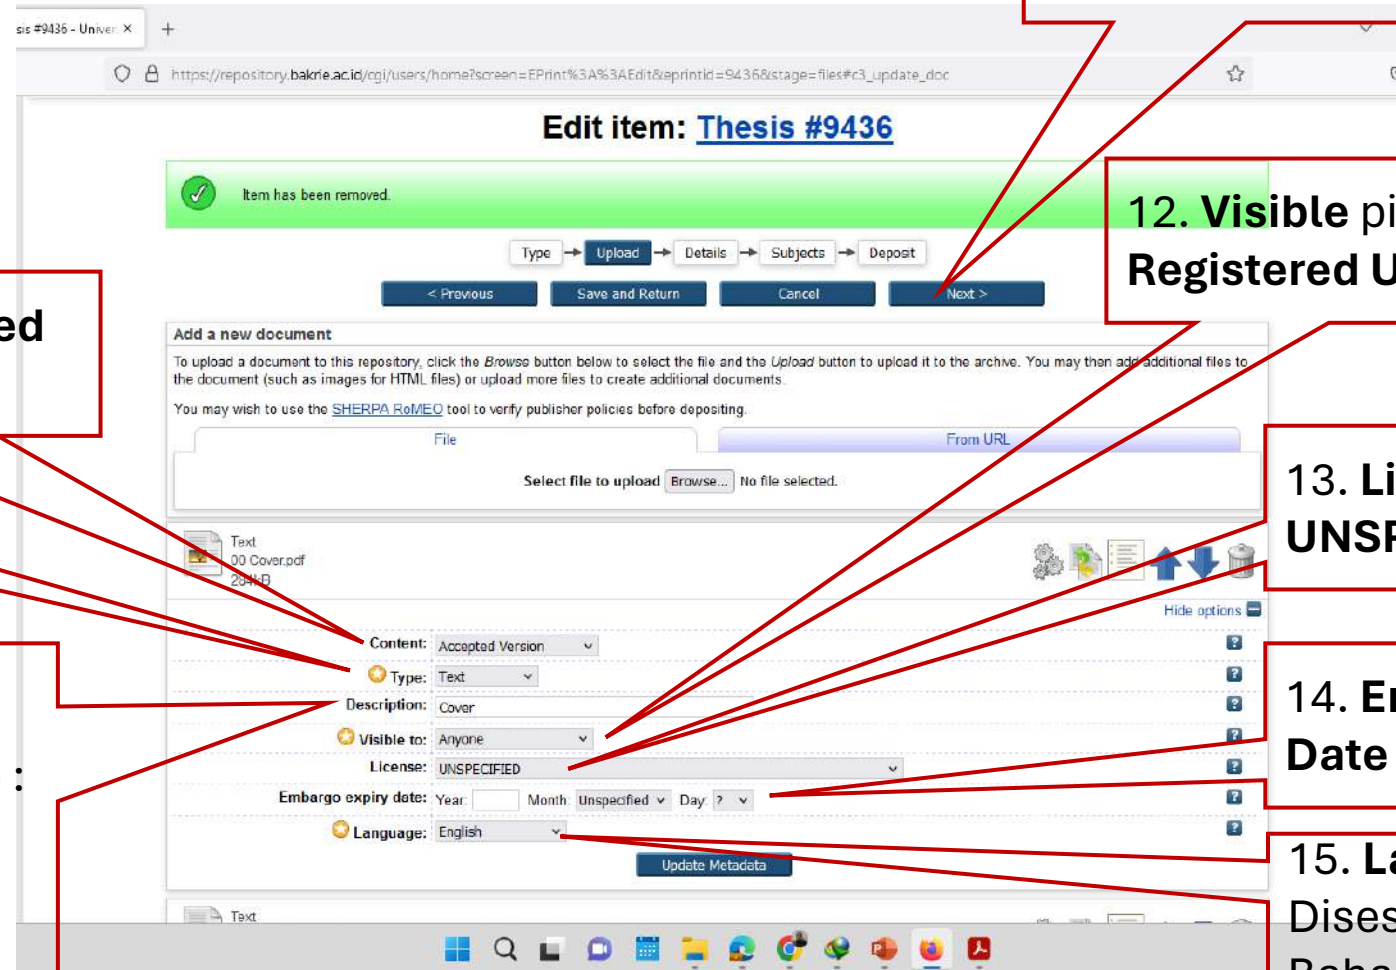 sis #9436 - Univer
https://repository.bakrie.ac.id/cgi/users/home?screen=EPrint%3A%3AEdit&eprintid=9436&stage=files#c3_update_doc
Edit item: Thesis #9436
Item has been removed.
Type Upload Details Subjects Deposit
< Previous Save and Return Cancel Next >
12. Visible pi
Registered U
ed
Add a new document
To upload a document to this repository, click the Browse button below to select the file and the Upload button to upload it to the archive. You may then add additional files to
the document (such as images for HTML files) or upload more files to create additional documents.
You may wish to use the SHERPA RoMEO tool to verify publisher policies before depositing.
File From URL
Select file to upload Browse... No file selected.
13. Li
UNSP
Text
00 Cover.pdf
284kB
Hide options
Content: Accepted Version
Type: Text
Description: Cover
Visible to: Anyone
License: UNSPECIFIED
Embargo expiry date: Year: Month: Unspecified Day: ?
Language: English
Update Metadata
:
14. E
Date
15. La
Dises
Text